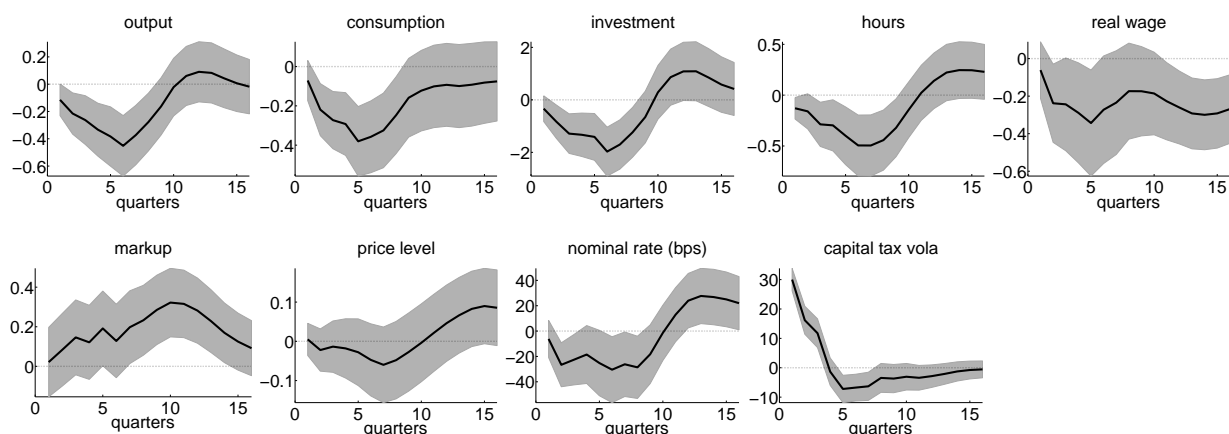 output
consumption
investment
hours
real wage
0.2
0
−0.2
−0.4
−0.6
0
−0.2
−0.4
2
0
−2
0.5
0
−0.5
0
−0.2
−0.4
−0.6
0 5 10 15
0 5 10 15
0 5 10 15
0 5 10 15
0 5 10 15
quarters
quarters
quarters
quarters
quarters
markup
price level
nominal rate (bps)
capital tax vola
0.4
0.2
0
0.1
0
−0.1
40
20
0
−20
−40
30
20
10
0
−10
0 5 10 15
0 5 10 15
0 5 10 15
0 5 10 15
quarters
quarters
quarters
quarters